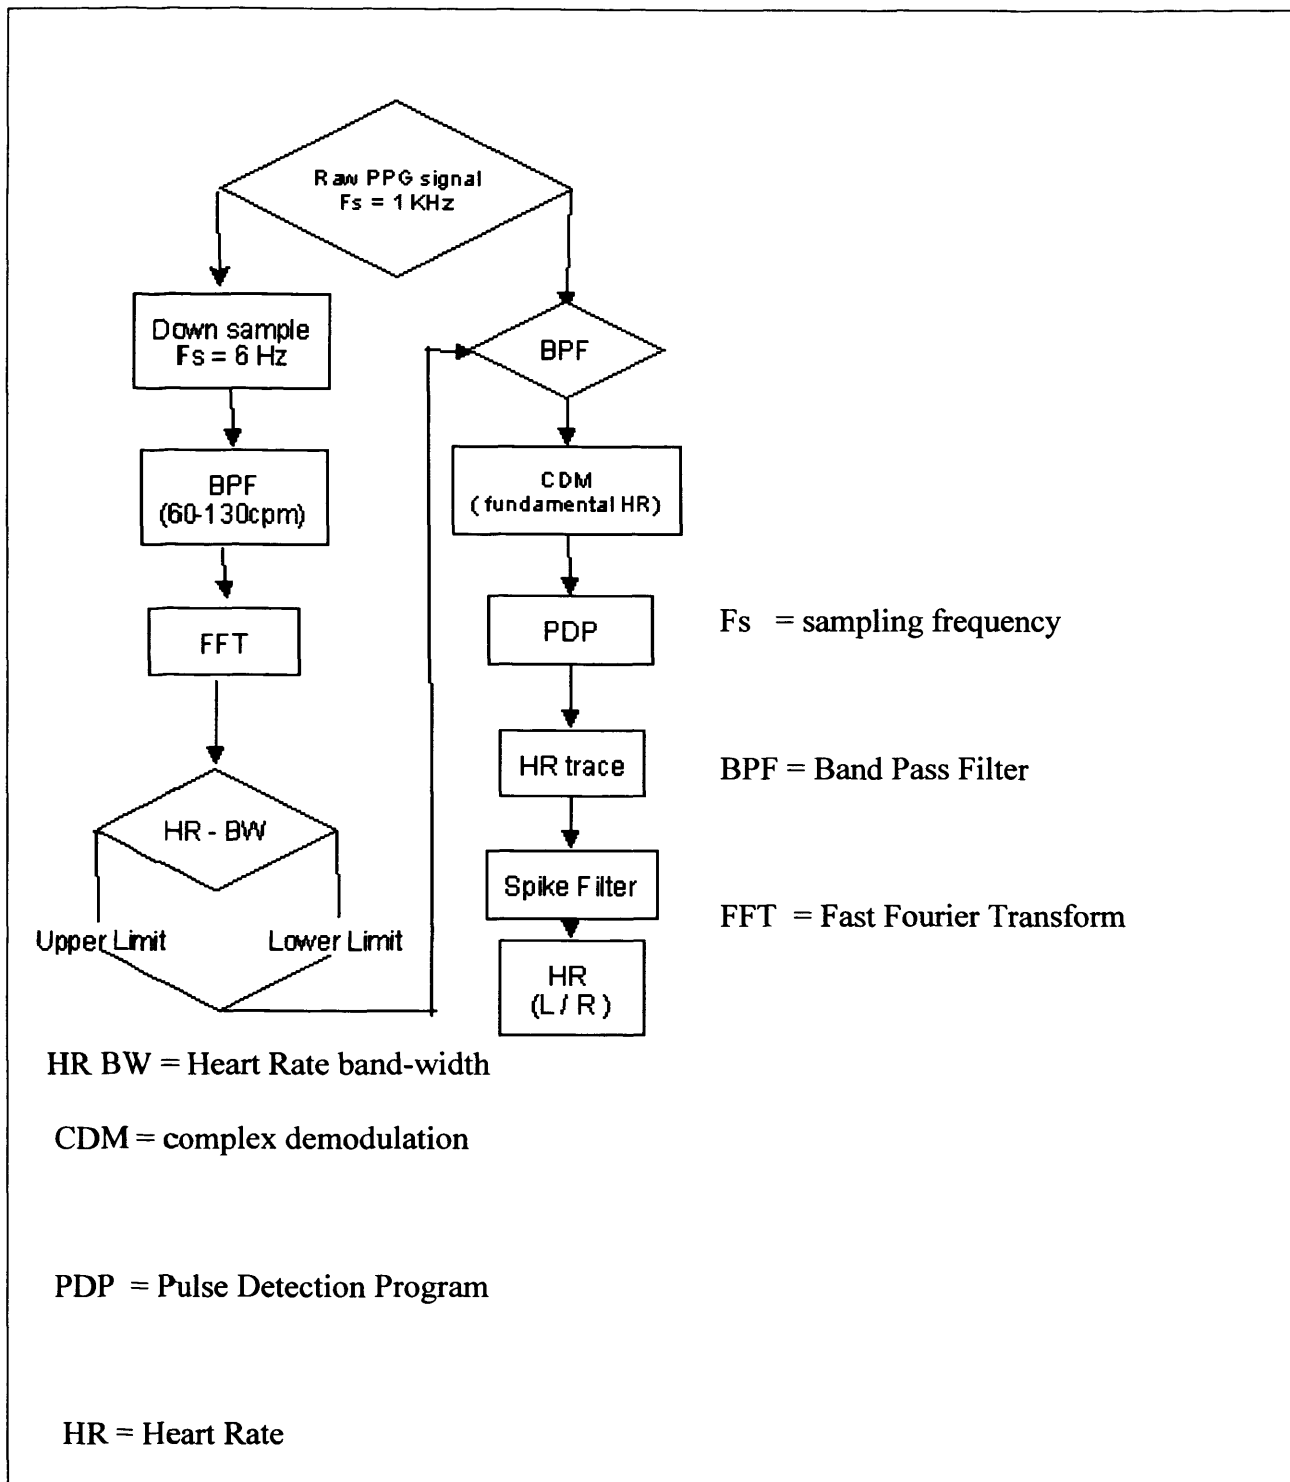 Raw PPG signal
Fs = 1 KHz
Down sample
Fs = 6 Hz
BPF
(60-130cpm)
FFT
HR - BW
Upper Limit
Lower Limit
BPF
CDM
(fundamental HR)
PDP
HR trace
Spike Filter
HR
(L / R)
Fs = sampling frequency
BPF = Band Pass Filter
FFT = Fast Fourier Transform
HR BW = Heart Rate band-width
CDM = complex demodulation
PDP = Pulse Detection Program
HR = Heart Rate